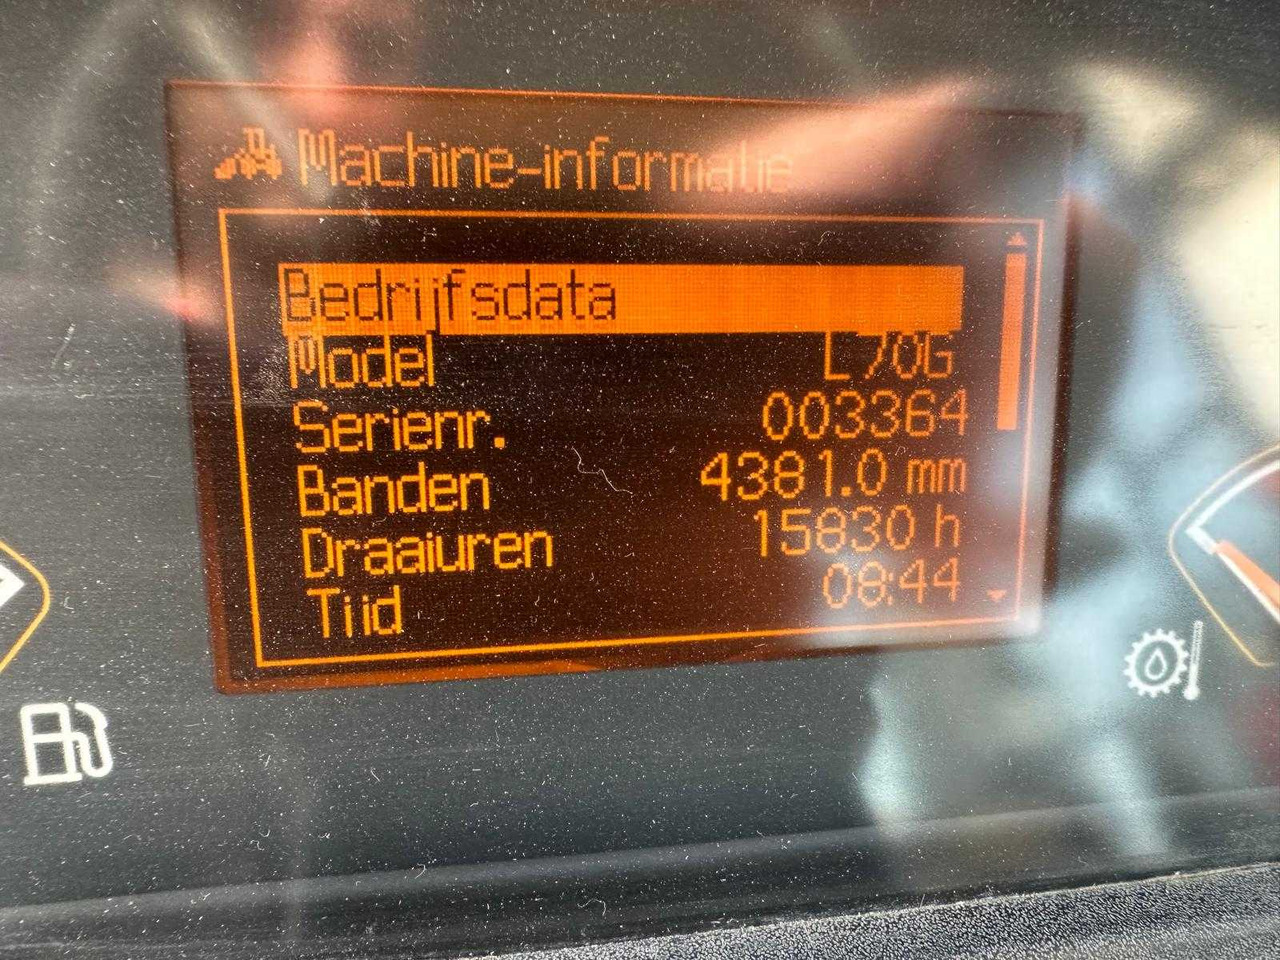 Machine-informatie
Bedrijfsdata
Model L70G
Serienr. 003364
Banden 4381.0 mm
Draaiuren 15830 h
Tijd 08:44